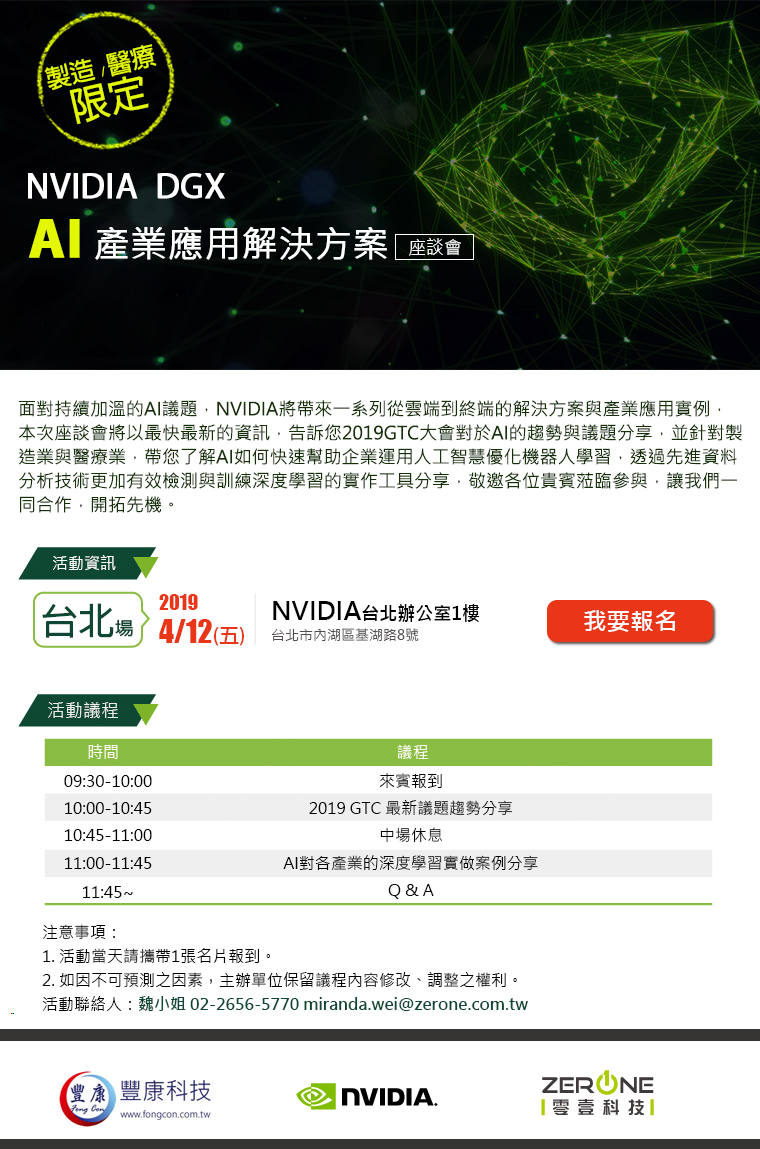 製造/醫療
限定
NVIDIA DGX
AI 產業應用解決方案 座談會
面對持續加溫的AI議題，NVIDIA將帶來一系列從雲端到終端的解決方案與產業應用實例，
本次座談會將以最快最新的資訊，告訴您2019GTC大會對於AI的趨勢與議題分享，並針對製
造業與醫療業，帶您了解AI如何快速幫助企業運用人工智慧優化機器人學習，透過先進資料
分析技術更加有效檢測與訓練深度學習的實作工具分享，敬邀各位貴賓蒞臨參與，讓我們一
同合作，開拓先機。
活動資訊
台北場
2019
4/12(五)
NVIDIA台北辦公室1樓
台北市內湖區基湖路8號
我要報名
活動議程
時間 議程
09:30-10:00 來賓報到
10:00-10:45 2019 GTC 最新議題趨勢分享
10:45-11:00 中場休息
11:00-11:45 AI對各產業的深度學習實做案例分享
11:45~ Q & A
注意事項：
1. 活動當天請攜帶1張名片報到。
2. 如因不可預測之因素，主辦單位保留議程內容修改、調整之權利。
活動聯絡人：魏小姐 02-2656-5770 miranda.wei@zerone.com.tw
豐康
Fong Con
豐康科技
www.fongcon.com.tw
NVIDIA.
ZERONE
零壹科技